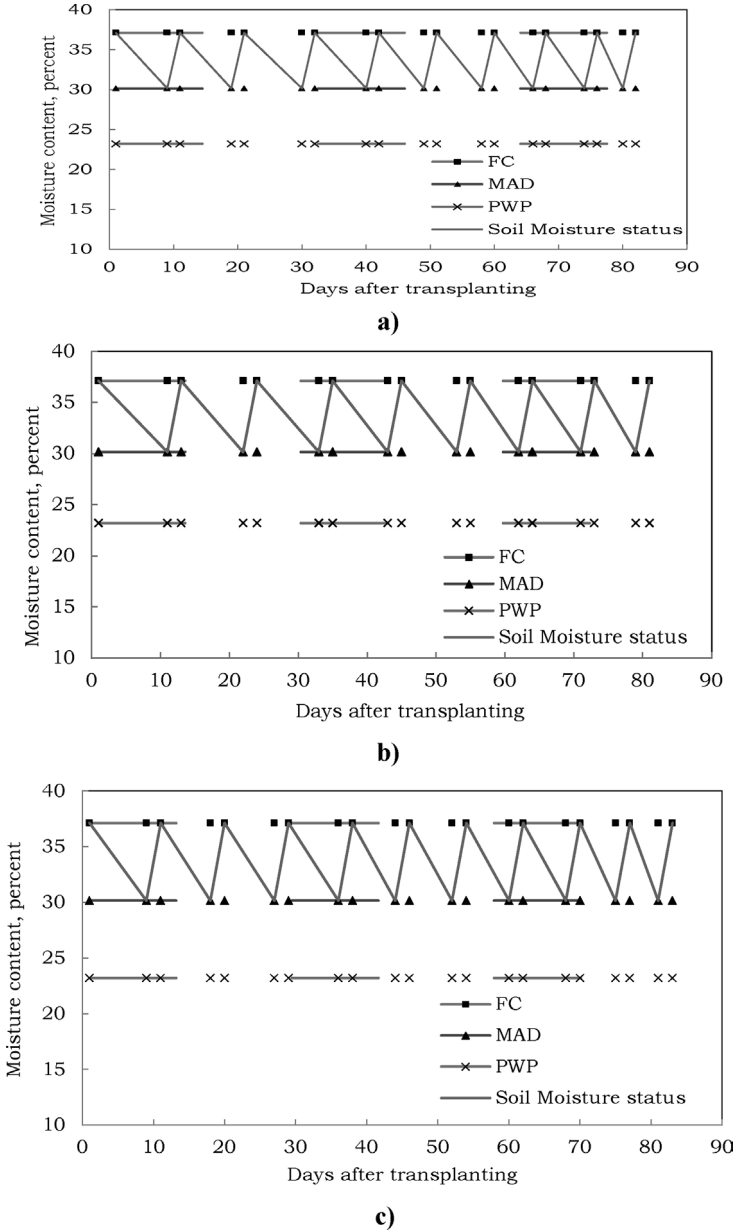 40
35
30
25
20
15
10
Moisture content, percent
FC
MAD
PWP
Soil Moisture status
0 10 20 30 40 50 60 70 80 90
Days after transplanting
a)
40
35
30
25
20
15
10
Moisture content, percent
FC
MAD
PWP
Soil Moisture status
0 10 20 30 40 50 60 70 80 90
Days after transplanting
b)
40
35
30
25
20
15
10
Moisture content, percent
FC
MAD
PWP
Soil Moisture status
0 10 20 30 40 50 60 70 80 90
Days after transplanting
c)